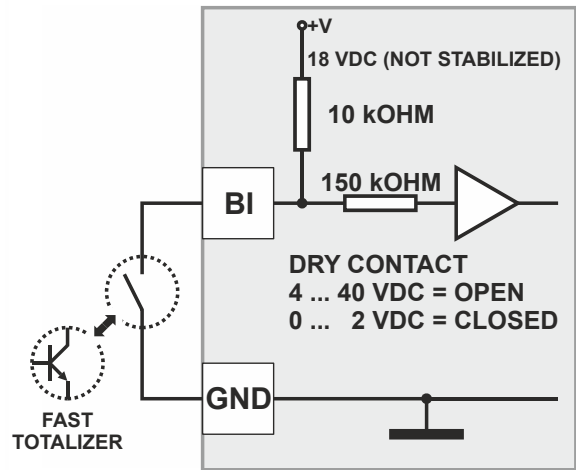 +V
18 VDC (NOT STABILIZED)
10 kOHM
150 kOHM
BI
DRY CONTACT
4 ... 40 VDC = OPEN
0 ... 2 VDC = CLOSED
GND
FAST
TOTALIZER